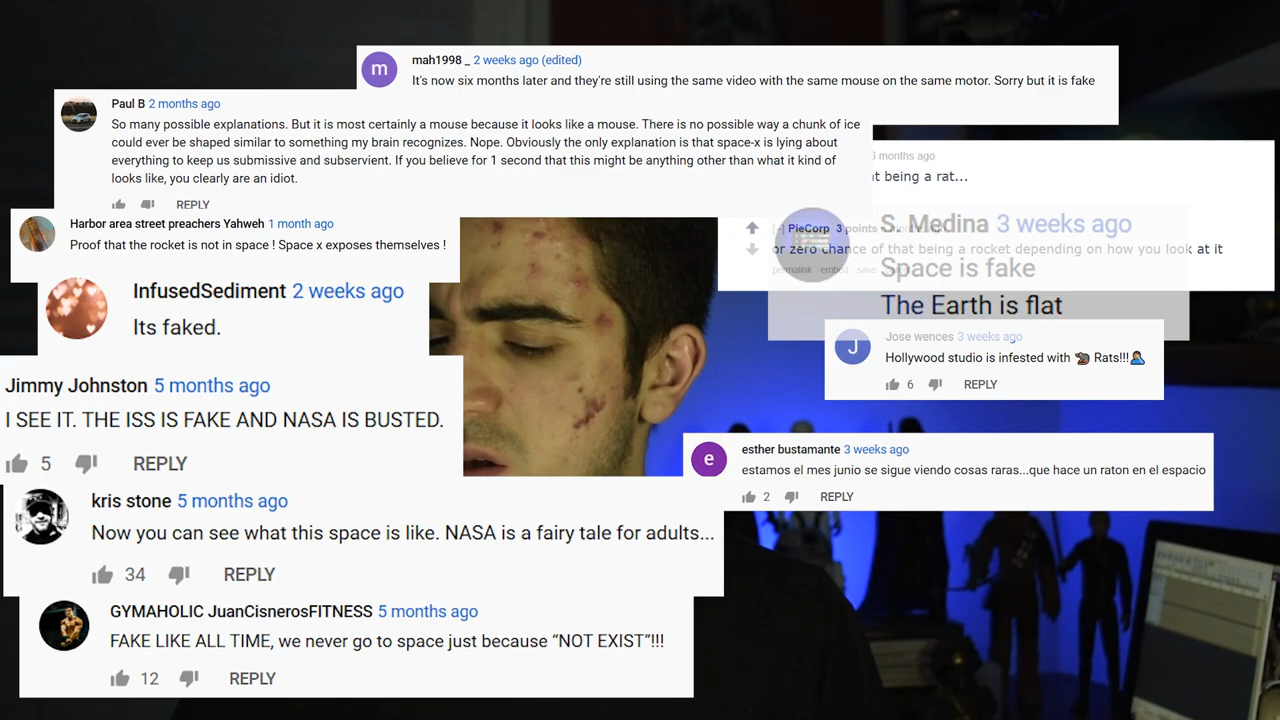 m
mah1998 _ 2 weeks ago (edited)
It's now six months later and they're still using the same video with the same mouse on the same motor. Sorry but it is fake
Paul B 2 months ago
So many possible explanations. But it is most certainly a mouse because it looks like a mouse. There is no possible way a chunk of ice
could ever be shaped similar to something my brain recognizes. Nope. Obviously the only explanation is that space-x is lying about
everything to keep us submissive and subservient. If you believe for 1 second that this might be anything other than what it kind of
looks like, you clearly are an idiot.
REPLY
months ago
t being a rat...
Harbor area street preachers Yahweh 1 month ago
Proof that the rocket is not in space ! Space x exposes themselves !
[-] PieCorp 3 points
or zero chance of that being a rocket depending on how you look at it
permalink embed save
S. Medina 3 weeks ago
Space is fake
The Earth is flat
InfusedSediment 2 weeks ago
Its faked.
J
Jose wences 3 weeks ago
Hollywood studio is infested with 🐀 Rats!!!🤦
6 REPLY
Jimmy Johnston 5 months ago
I SEE IT. THE ISS IS FAKE AND NASA IS BUSTED.
5 REPLY
e
esther bustamante 3 weeks ago
estamos el mes junio se sigue viendo cosas raras...que hace un raton en el espacio
2 REPLY
kris stone 5 months ago
Now you can see what this space is like. NASA is a fairy tale for adults...
34 REPLY
GYMAHOLIC JuanCisnerosFITNESS 5 months ago
FAKE LIKE ALL TIME, we never go to space just because “NOT EXIST”!!!
12 REPLY